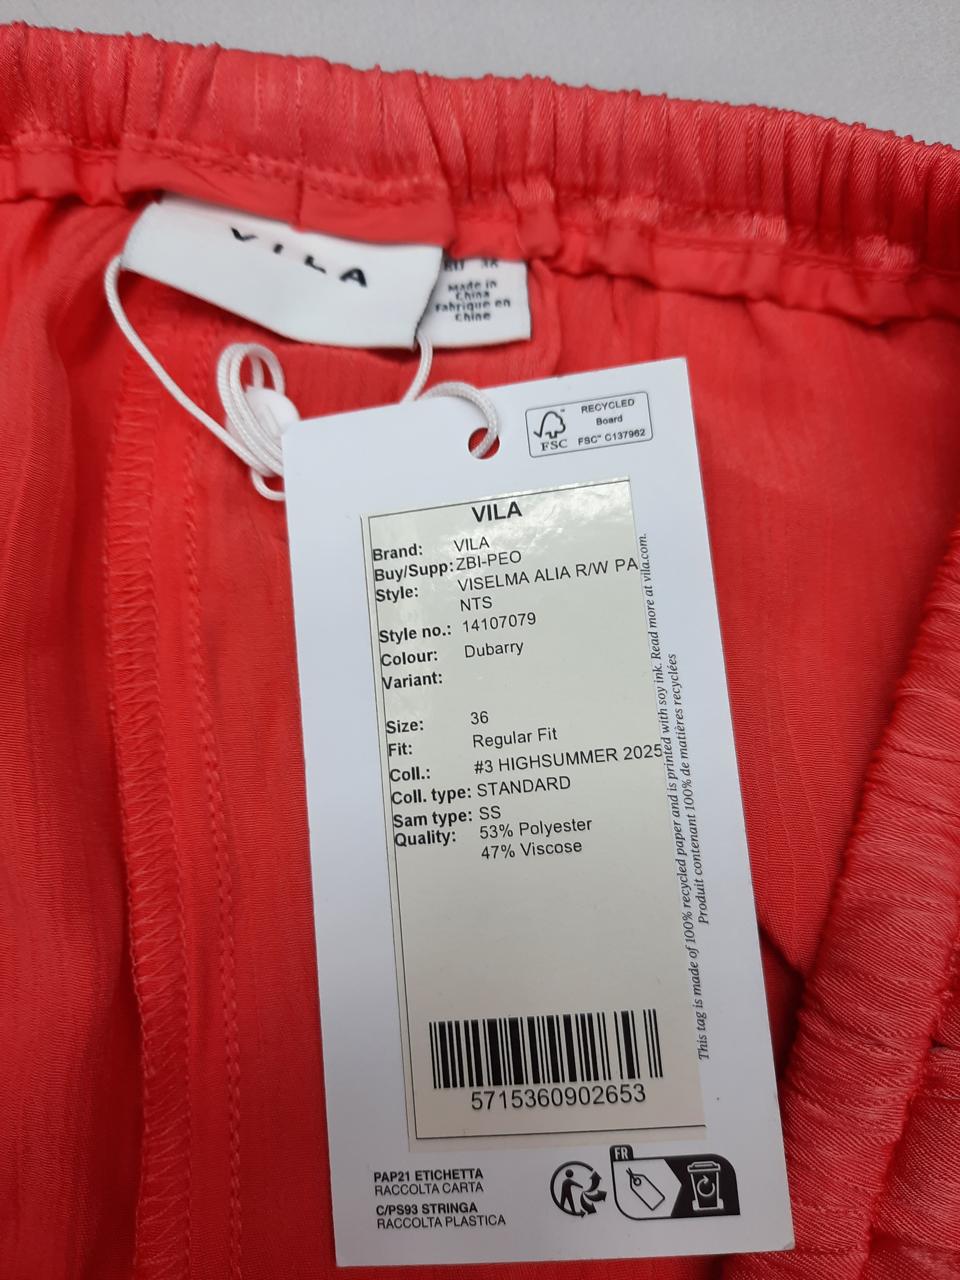 VILA
36
Made in
China
Fabrique en
Chine
RECYCLED
Board
FSC™ C137962
FSC
VILA
Brand: VILA
Buy/Supp: ZBI-PEO
Style: VISELMA ALIA R/W PA
NTS
Style no.: 14107079
Colour: Dubarry
Variant:
Size: 36
Fit: Regular Fit
Coll.: #3 HIGHSUMMER 2025
Coll. type: STANDARD
Sam type: SS
Quality: 53% Polyester
47% Viscose
5715360902653
This tag is made of 100% recycled paper and is printed with soy ink. Read more at vila.com.
Produit contenant 100% de matières recyclées
PAP21 ETICHETTA
RACCOLTA CARTA
C/PS93 STRINGA
RACCOLTA PLASTICA
FR